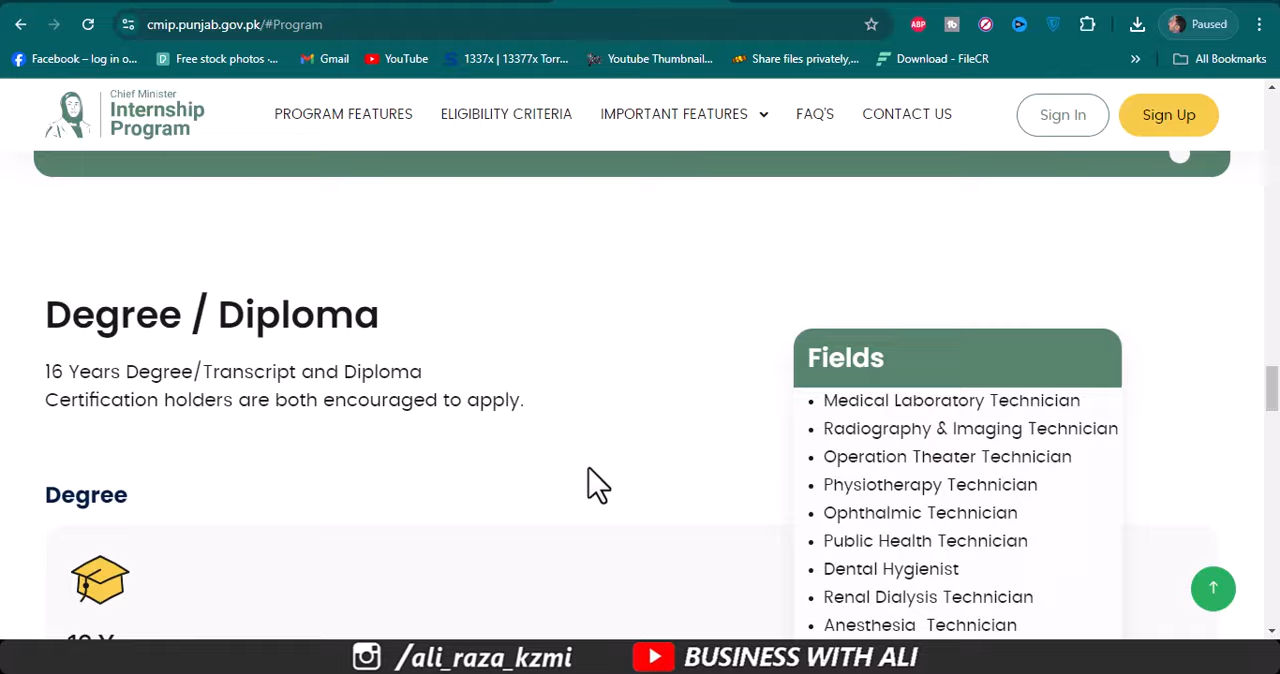 cmip.punjab.gov.pk/#Program
ABP
Paused
Facebook – log in o...
Free stock photos ·...
Gmail
YouTube
1337x | 13377x Torr...
Youtube Thumbnail...
Share files privately,...
Download - FileCR
»
All Bookmarks
Chief Minister
Internship
Program
PROGRAM FEATURES
ELIGIBILITY CRITERIA
IMPORTANT FEATURES
FAQ'S
CONTACT US
Sign In
Sign Up
Degree / Diploma
16 Years Degree/Transcript and Diploma
Certification holders are both encouraged to apply.
Degree
Fields
• Medical Laboratory Technician
• Radiography & Imaging Technician
• Operation Theater Technician
• Physiotherapy Technician
• Ophthalmic Technician
• Public Health Technician
• Dental Hygienist
• Renal Dialysis Technician
• Anesthesia Technician
/ali_raza_kzmi
BUSINESS WITH ALI